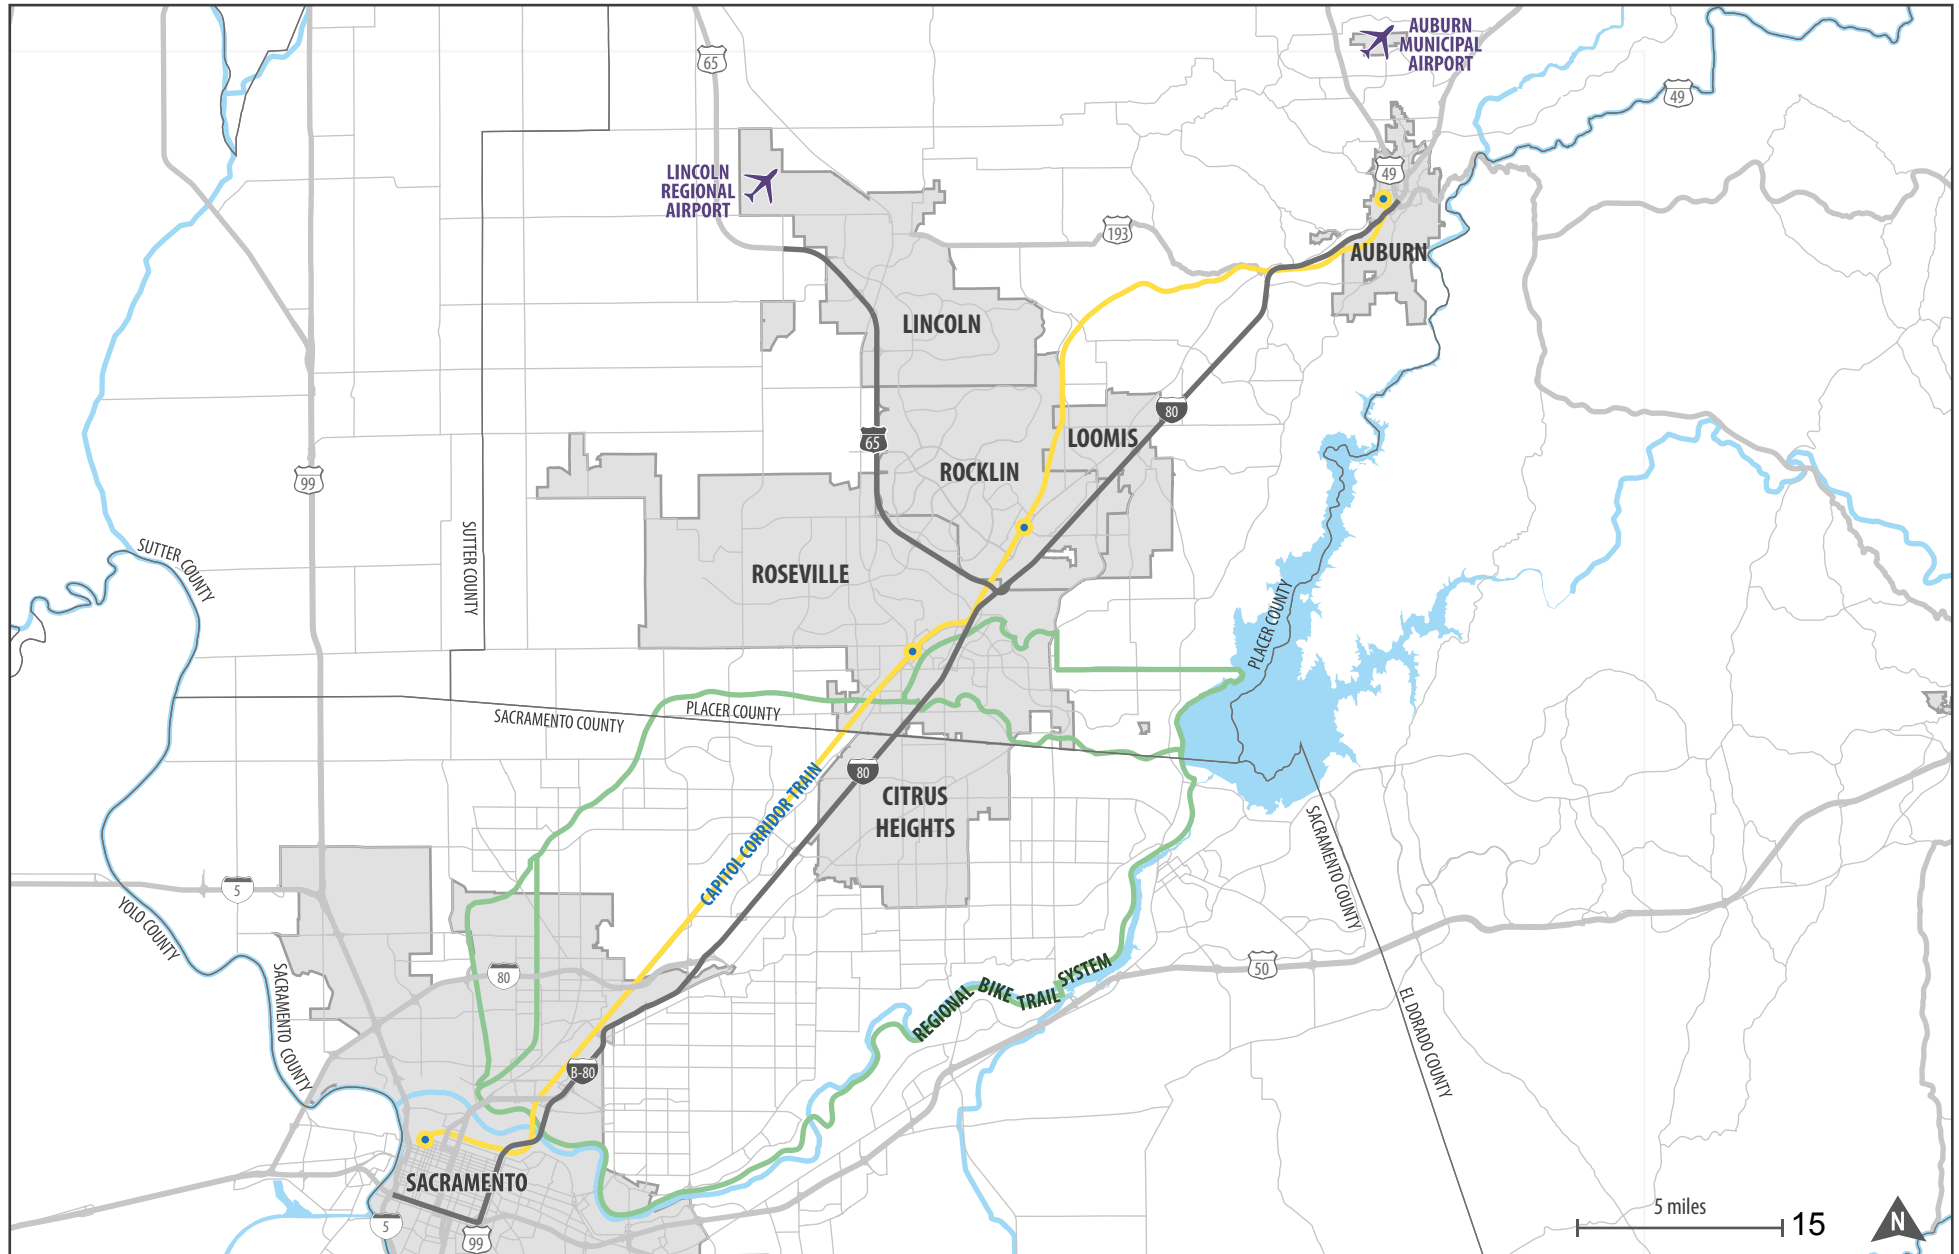 AUBURN
MUNICIPAL
AIRPORT
65
49
LINCOLN
REGIONAL
AIRPORT
49
193
AUBURN
LINCOLN
80
65
LOOMIS
ROCKLIN
99
SUTTER COUNTY
SUTTER COUNTY
ROSEVILLE
PLACER COUNTY
SACRAMENTO COUNTY
PLACER COUNTY
80
CAPITOL CORRIDOR TRAIN
CITRUS
HEIGHTS
SACRAMENTO COUNTY
5
YOLO COUNTY
SACRAMENTO COUNTY
80
50
REGIONAL BIKE TRAIL SYSTEM
EL DORADO COUNTY
B-80
SACRAMENTO
5
99
5 miles
15
N